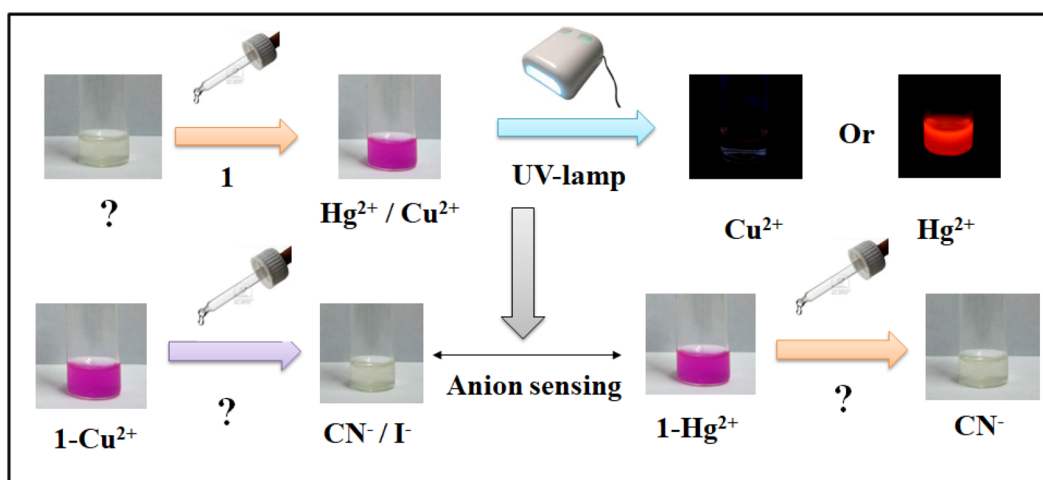 1
?
Hg²⁺ / Cu²⁺
UV-lamp
Or
Cu²⁺
Hg²⁺
1-Cu²⁺
?
CN⁻ / I⁻
Anion sensing
1-Hg²⁺
?
CN⁻